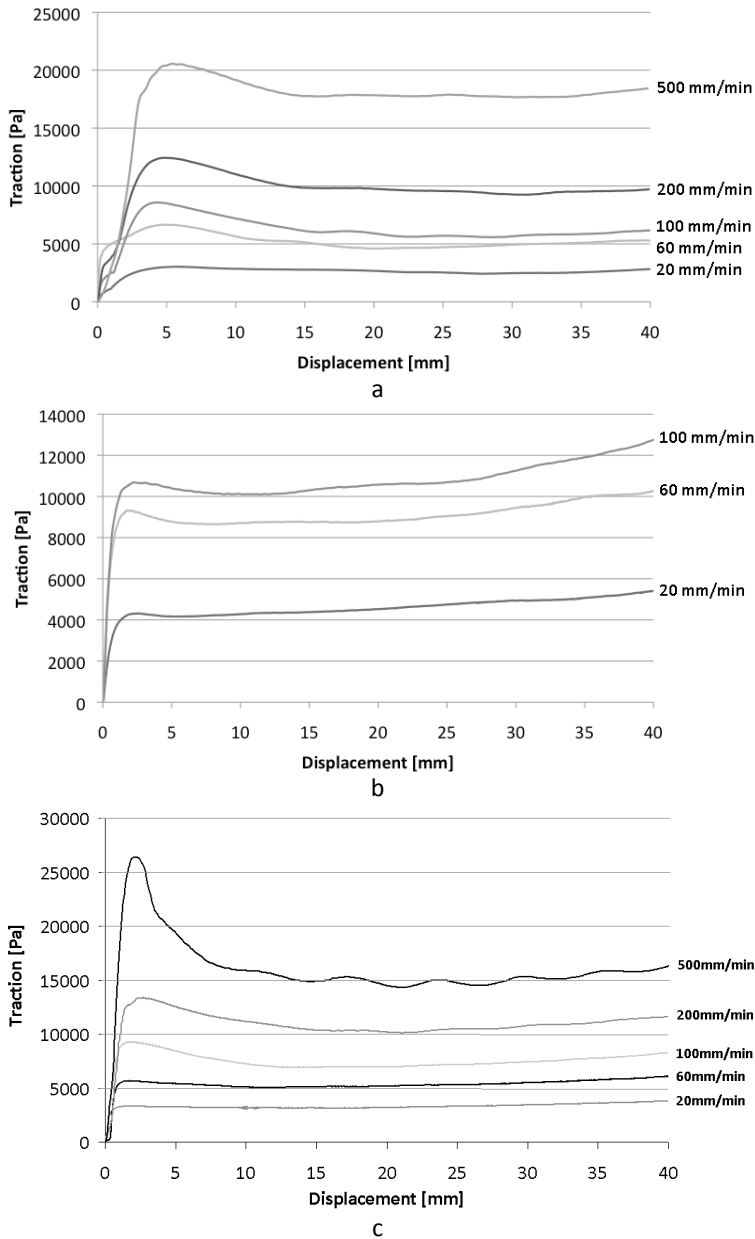 25000
20000
15000
10000
5000
0
Traction [Pa]
500 mm/min
200 mm/min
100 mm/min
60 mm/min
20 mm/min
0 5 10 15 20 25 30 35 40
Displacement [mm]
a
14000
12000
10000
8000
6000
4000
2000
0
Traction [Pa]
100 mm/min
60 mm/min
20 mm/min
0 5 10 15 20 25 30 35 40
Displacement [mm]
b
30000
25000
20000
15000
10000
5000
0
Traction [Pa]
500mm/min
200mm/min
100mm/min
60mm/min
20mm/min
0 5 10 15 20 25 30 35 40
Displacement [mm]
c